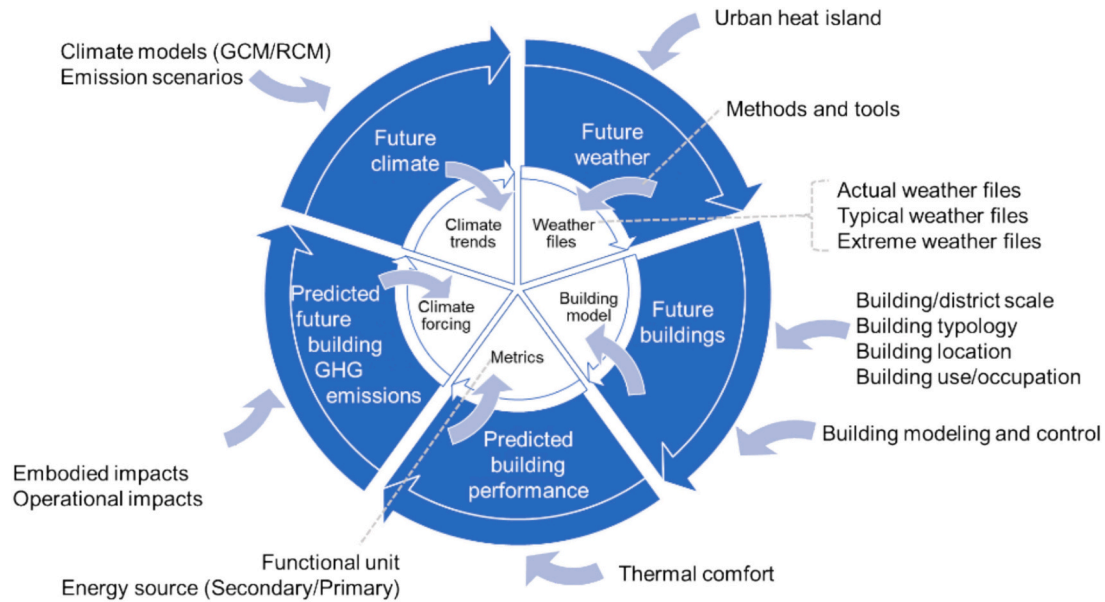 Urban heat island
Climate models (GCM/RCM)
Emission scenarios
Methods and tools
Future
climate
Future
weather
Actual weather files
Typical weather files
Extreme weather files
Climate
trends
Weather
files
Predicted
future
building
GHG
emissions
Climate
forcing
Building
model
Future
buildings
Building/district scale
Building typology
Building location
Building use/occupation
Metrics
Building modeling and control
Predicted
building
performance
Embodied impacts
Operational impacts
Functional unit
Energy source (Secondary/Primary)
Thermal comfort